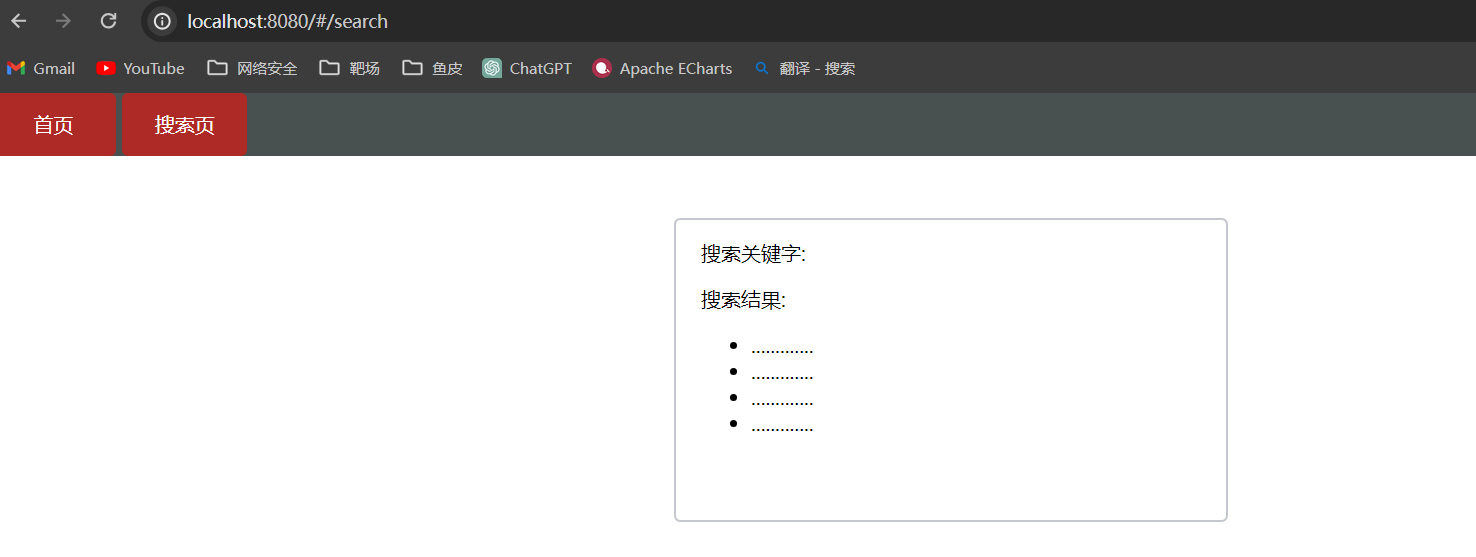 localhost:8080/#/search
Gmail YouTube 网络安全 靶场 鱼皮 ChatGPT Apache ECharts 翻译 - 搜索
首页 搜索页
搜索关键字:
搜索结果:
.............
.............
.............
.............